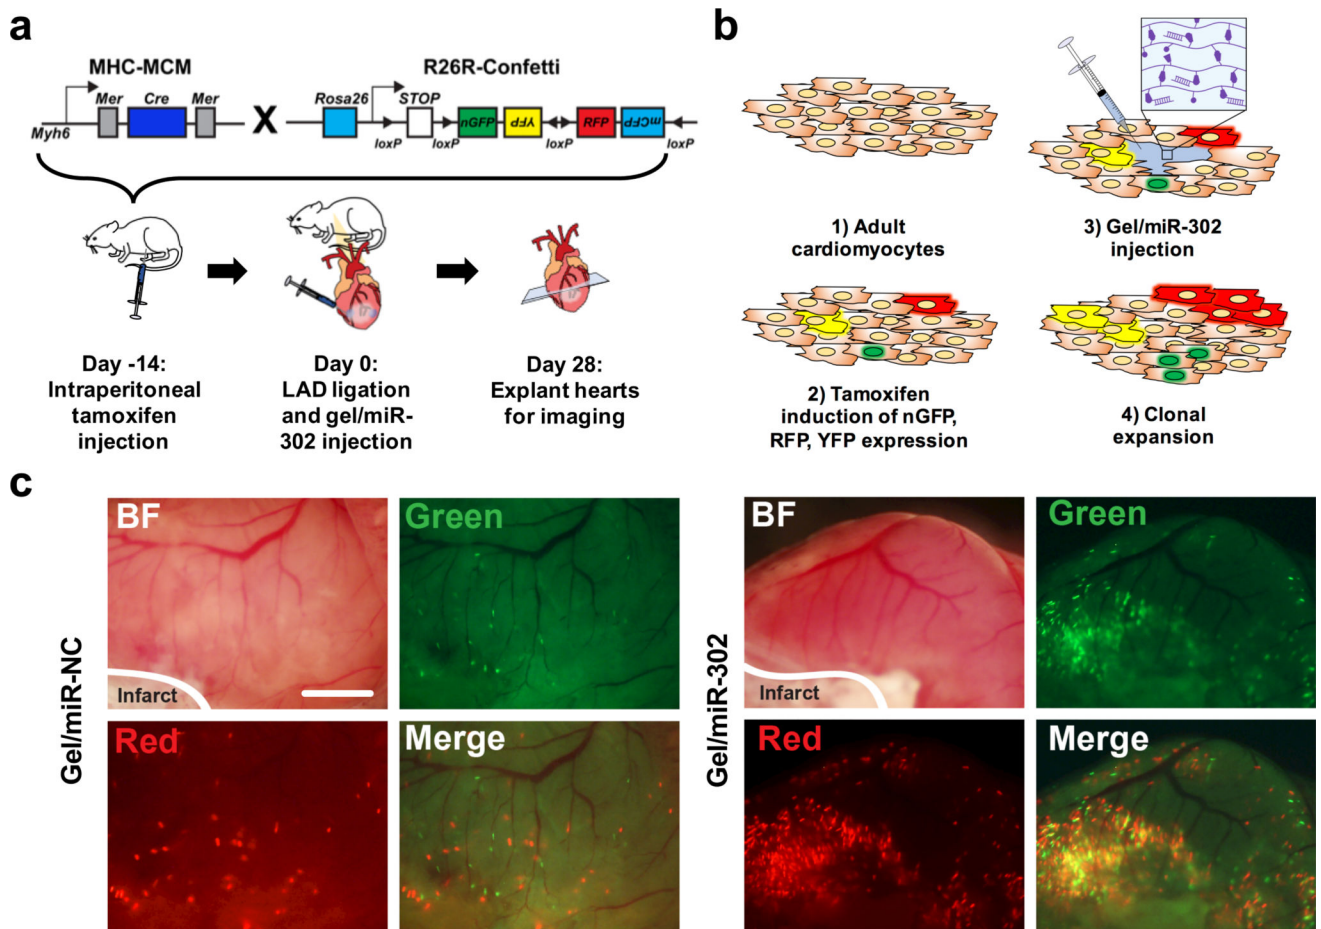 a
MHC-MCM
R26R-Confetti
Mer
Cre
Mer
Myh6
X
Rosa26
STOP
nGFP
YFP
RFP
mCFP
loxP
loxP
loxP
loxP
Day -14:
Intraperitoneal
tamoxifen
injection
Day 0:
LAD ligation
and gel/miR-
302 injection
Day 28:
Explant hearts
for imaging
b
1) Adult
cardiomyocytes
3) Gel/miR-302
injection
2) Tamoxifen
induction of nGFP,
RFP, YFP expression
4) Clonal
expansion
c
Gel/miR-NC
BF
Infarct
Green
Red
Merge
Gel/miR-302
BF
Infarct
Green
Red
Merge